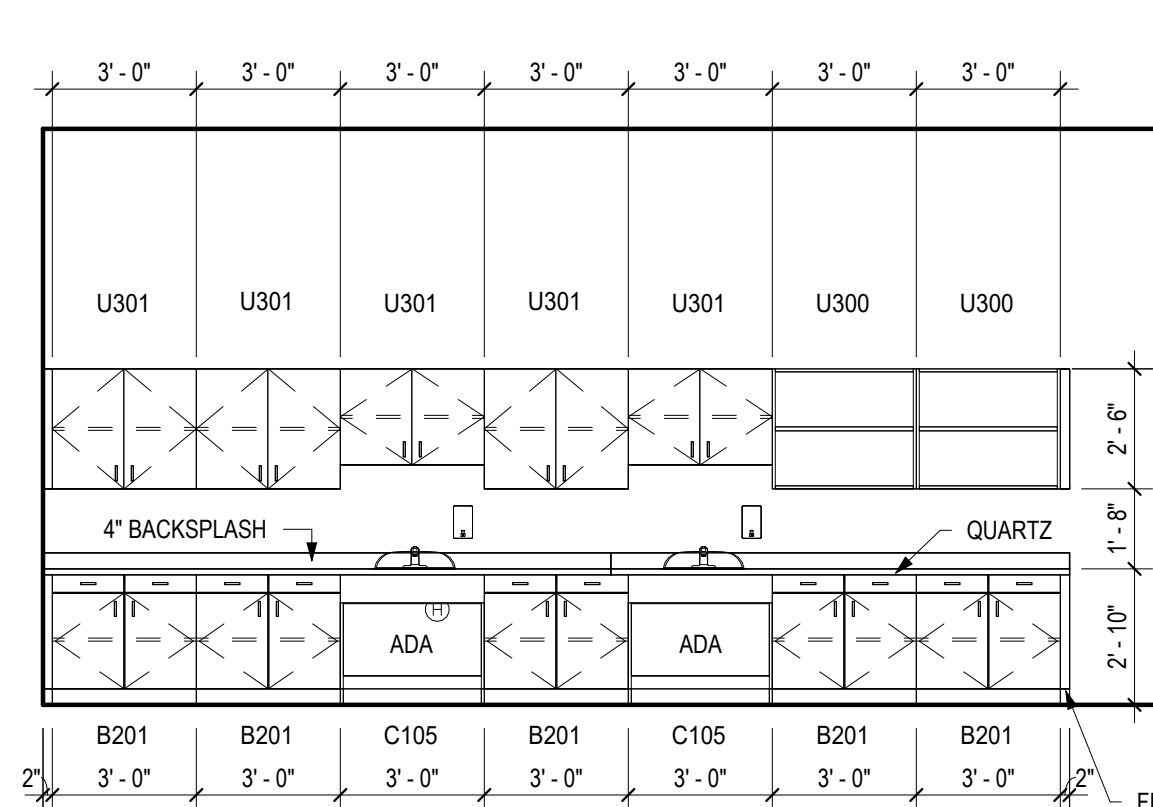 3' - 0" 3' - 0" 3' - 0" 3' - 0" 3' - 0" 3' - 0" 3' - 0"
U301 U301 U301 U301 U301 U300 U300
2' - 6"
4" BACKSPLASH QUARTZ
1' - 8"
H
ADA ADA
2' - 10"
B201 B201 C105 B201 C105 B201 B201
2" 3' - 0" 3' - 0" 3' - 0" 3' - 0" 3' - 0" 3' - 0" 3' - 0" 2"